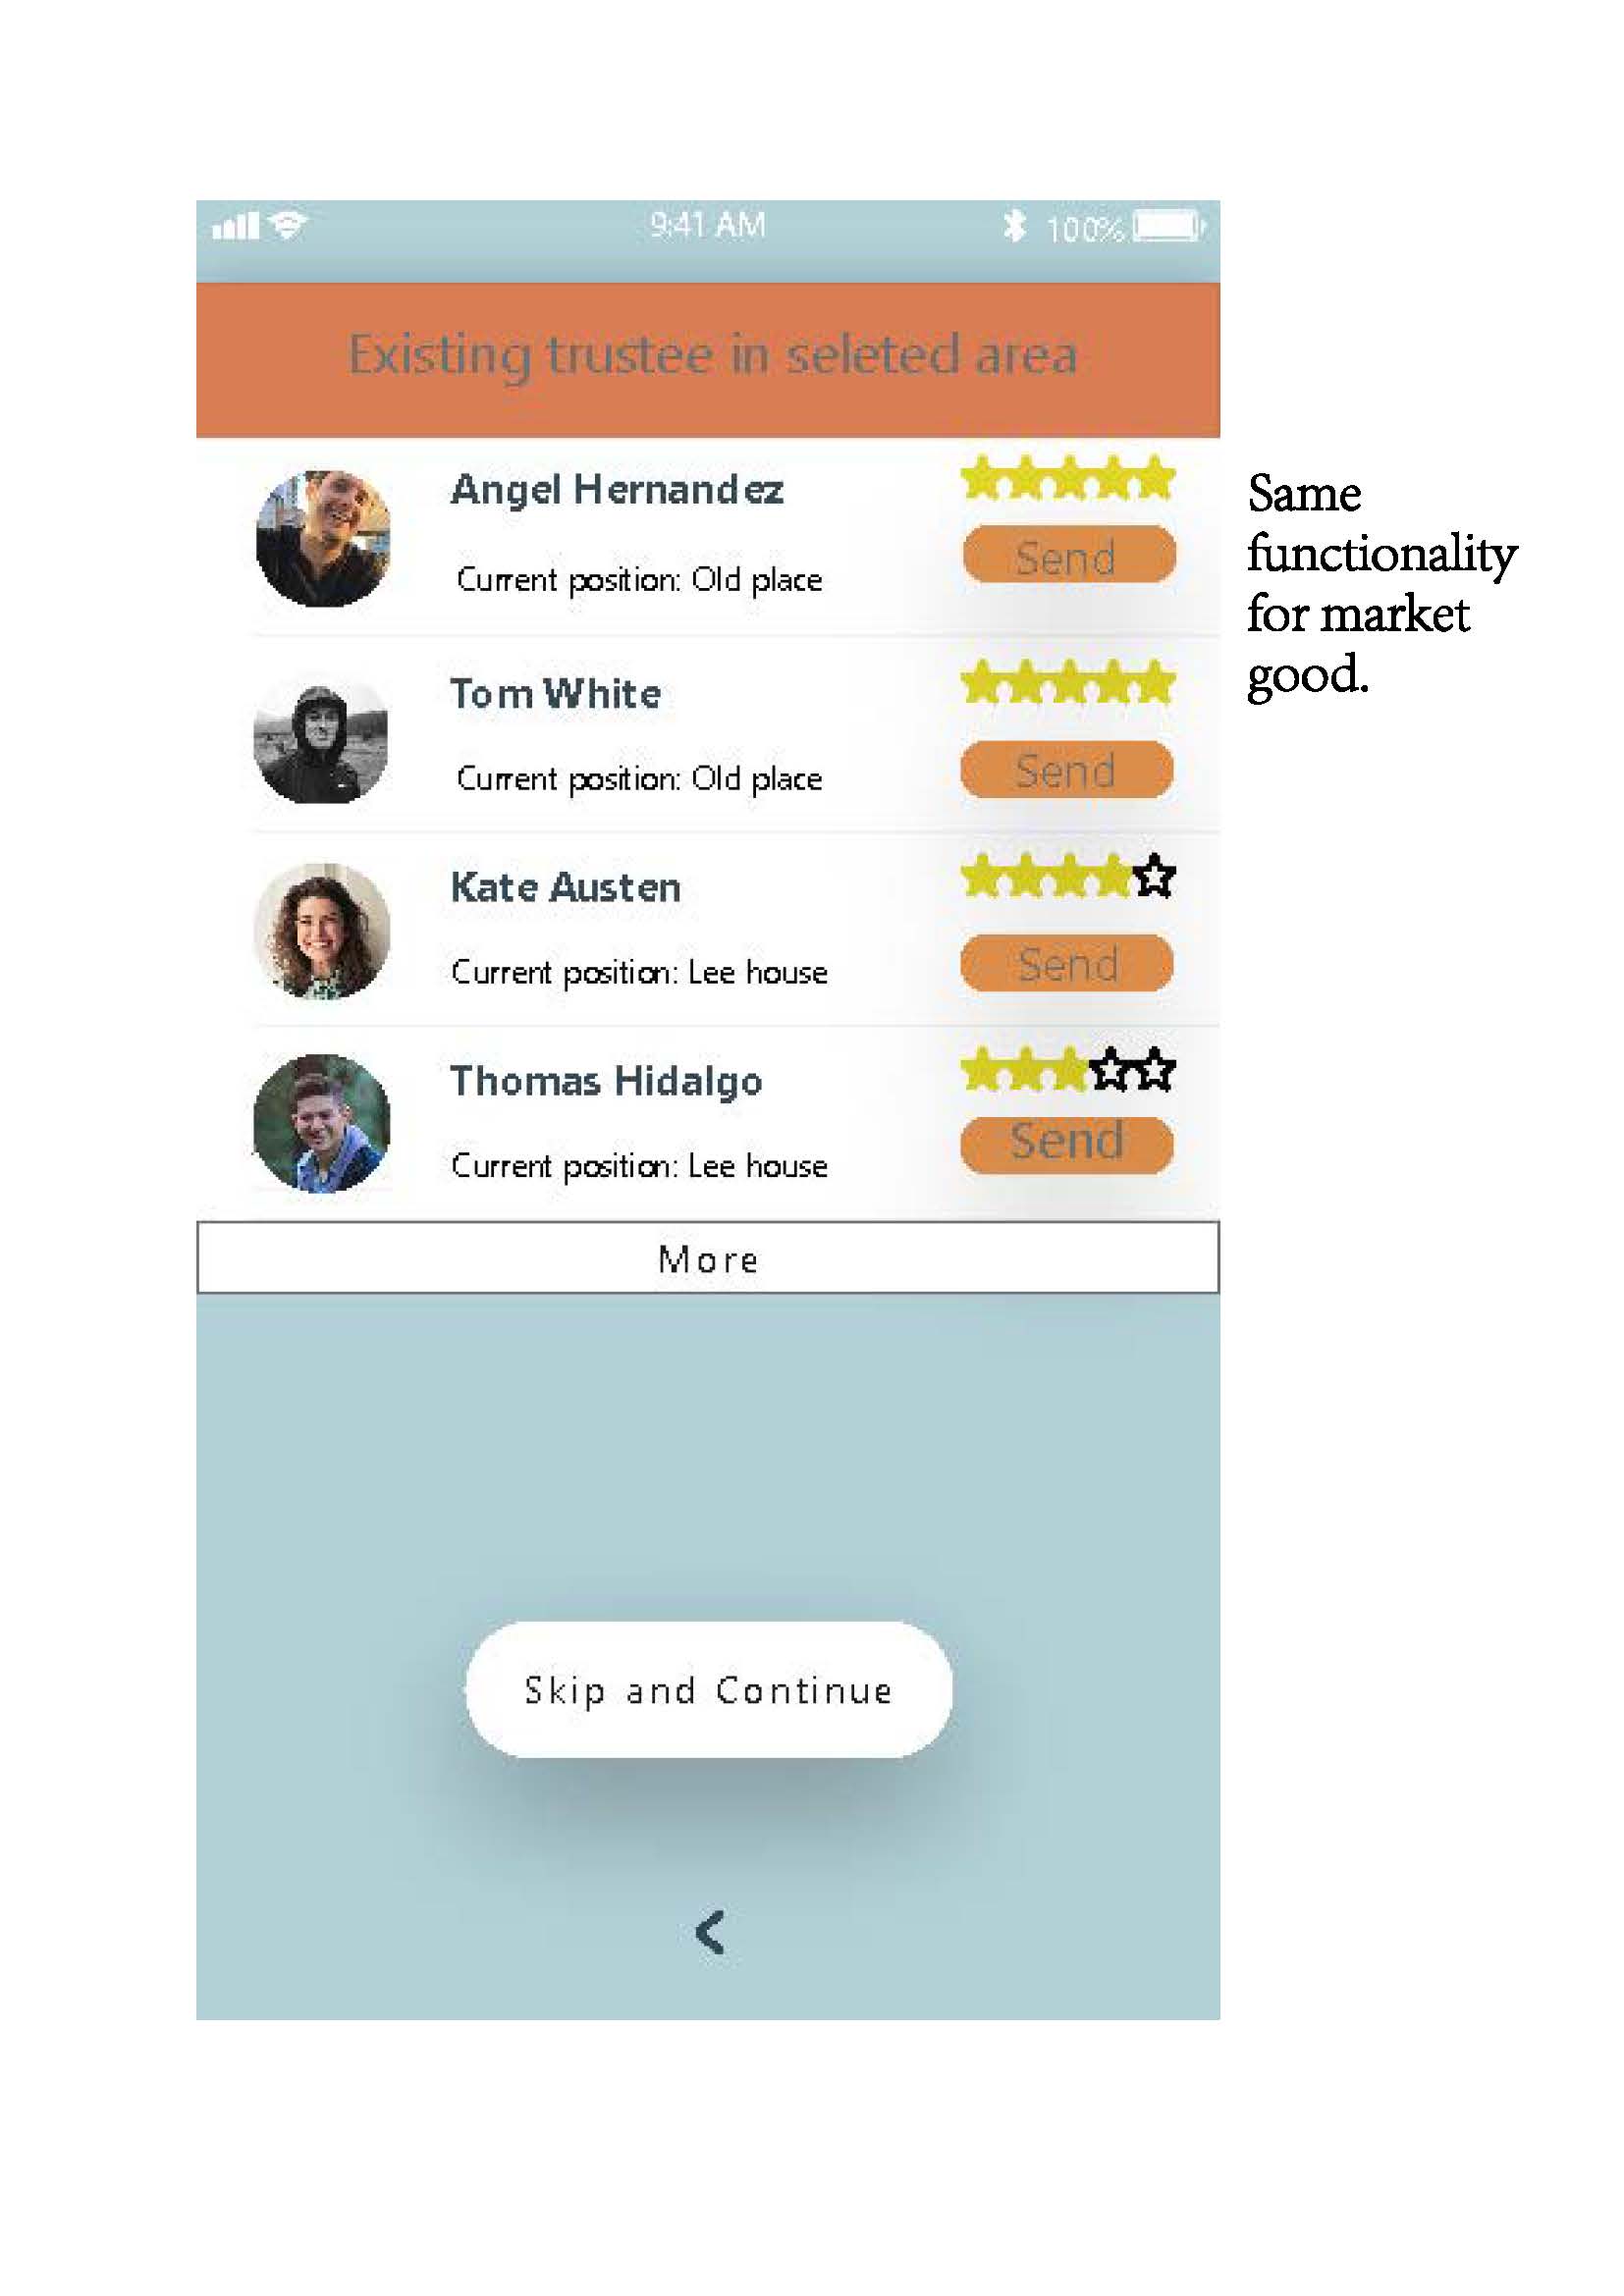 9:41 AM
100%
Existing trustee in seleted area
Angel Hernandez
Current position: Old place
Send
Tom White
Current position: Old place
Send
Kate Austen
Current position: Lee house
Send
Thomas Hidalgo
Current position: Lee house
Send
More
Skip and Continue
Same
functionality
for market
good.